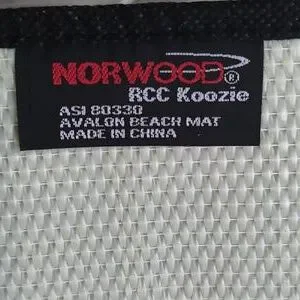 NORWOOD®
RCC Koozie
ASI 80330
AVALON BEACH MAT
MADE IN CHINA